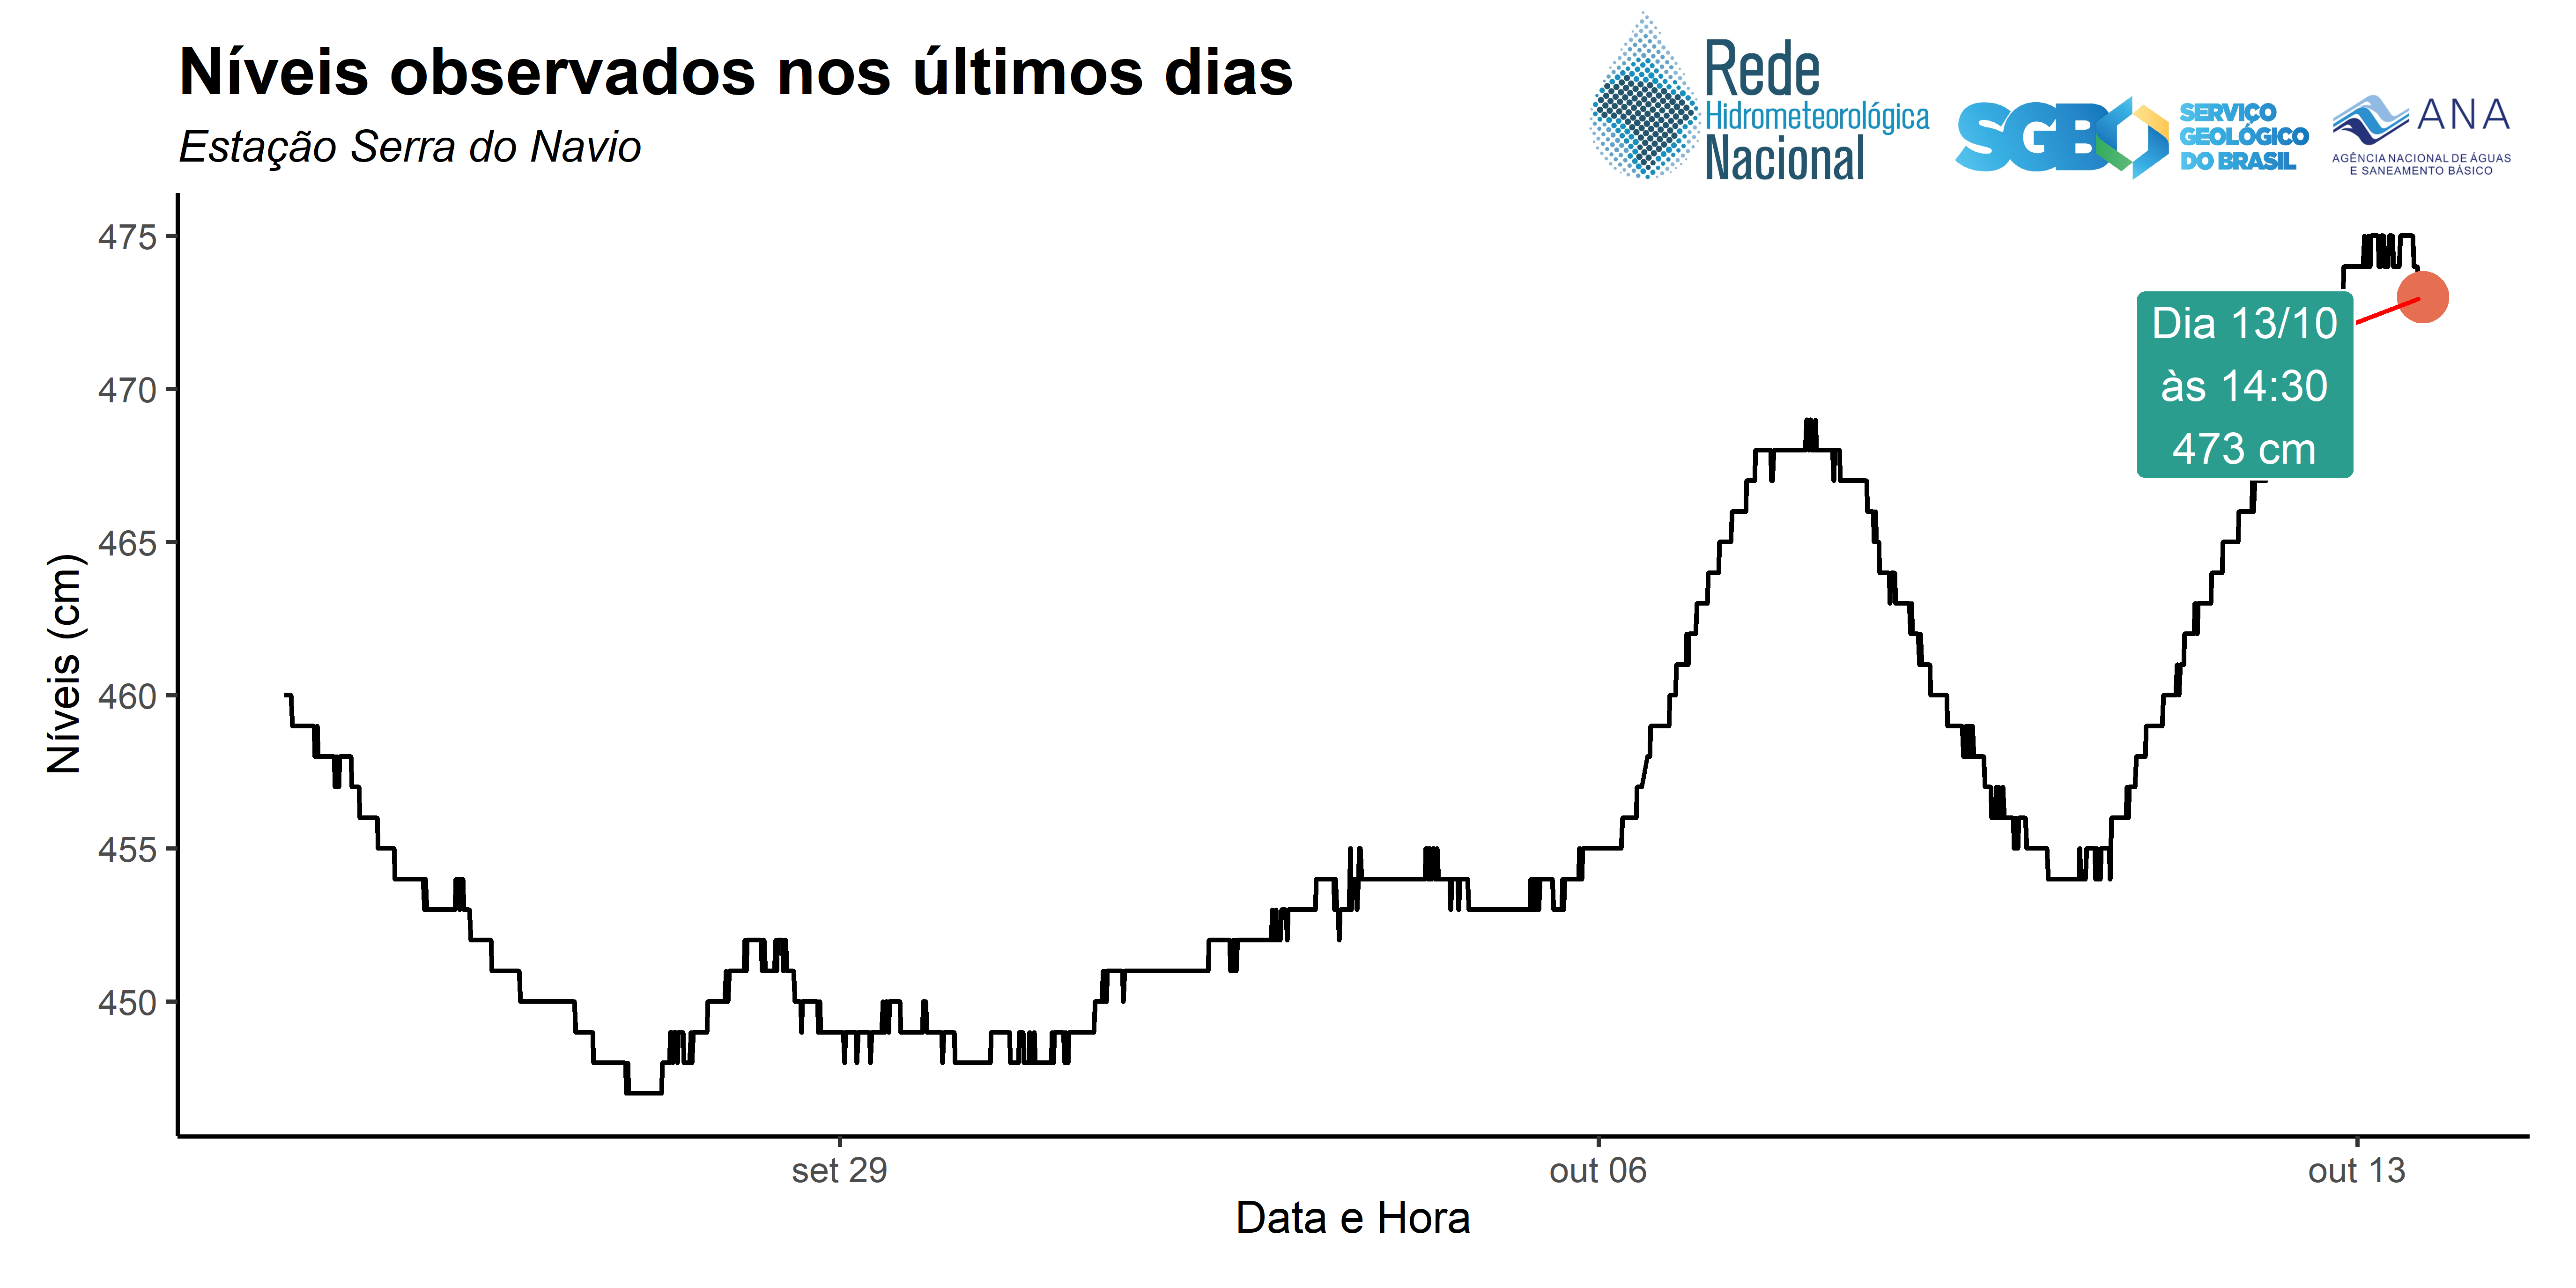 Níveis observados nos últimos dias
Estação Serra do Navio
Rede
Hidrometeorológica
Nacional
SGB
SERVIÇO
GEOLÓGICO
DO BRASIL
ANA
AGÊNCIA NACIONAL DE ÁGUAS
E SANEAMENTO BÁSICO
475
470
465
460
455
450
Níveis (cm)
Dia 13/10
às 14:30
473 cm
set 29
out 06
out 13
Data e Hora